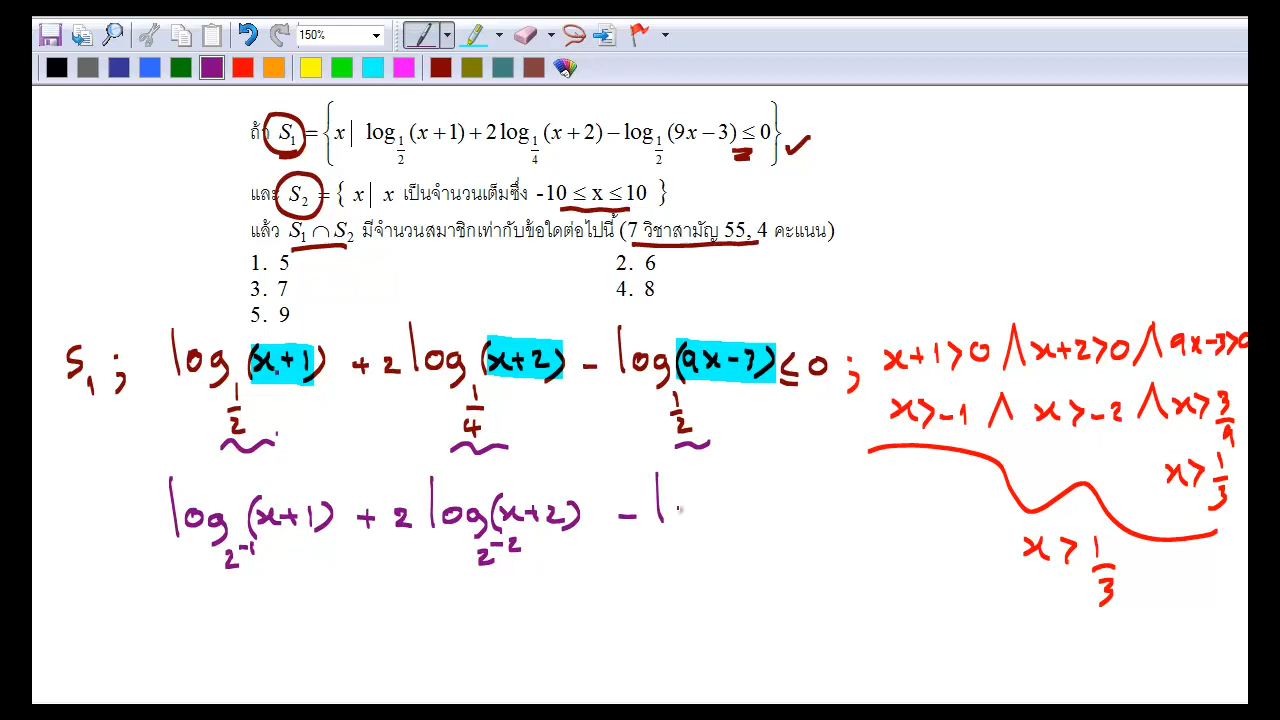 150%
ถ้า S₁ = { x | log_{1/2}(x+1) + 2log_{1/4}(x+2) − log_{1/2}(9x−3) ≤ 0 }
และ S₂ = { x | x เป็นจำนวนเต็มซึ่ง -10 ≤ x ≤ 10 }
แล้ว S₁ ∩ S₂ มีจำนวนสมาชิกเท่ากับข้อใดต่อไปนี้ (7 วิชาสามัญ 55, 4 คะแนน)
1. 5 2. 6
3. 7 4. 8
5. 9
S₁ ; log_{1/2}(x+1) + 2log_{1/4}(x+2) − log_{1/2}(9x−3) ≤ 0 ; x+1>0 ∧ x+2>0 ∧ 9x−3>0
x>−1 ∧ x>−2 ∧ x>3/9
x>1/3
log_{2⁻¹}(x+1) + 2log_{2⁻²}(x+2) − l
x>1/3